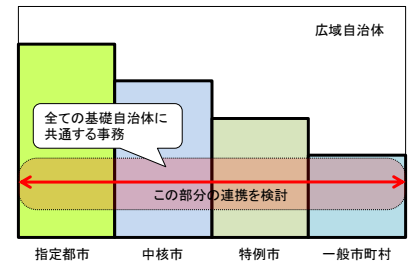 広域自治体
全ての基礎自治体に
共通する事務
この部分の連携を検討
指定都市
中核市
特例市
一般市町村